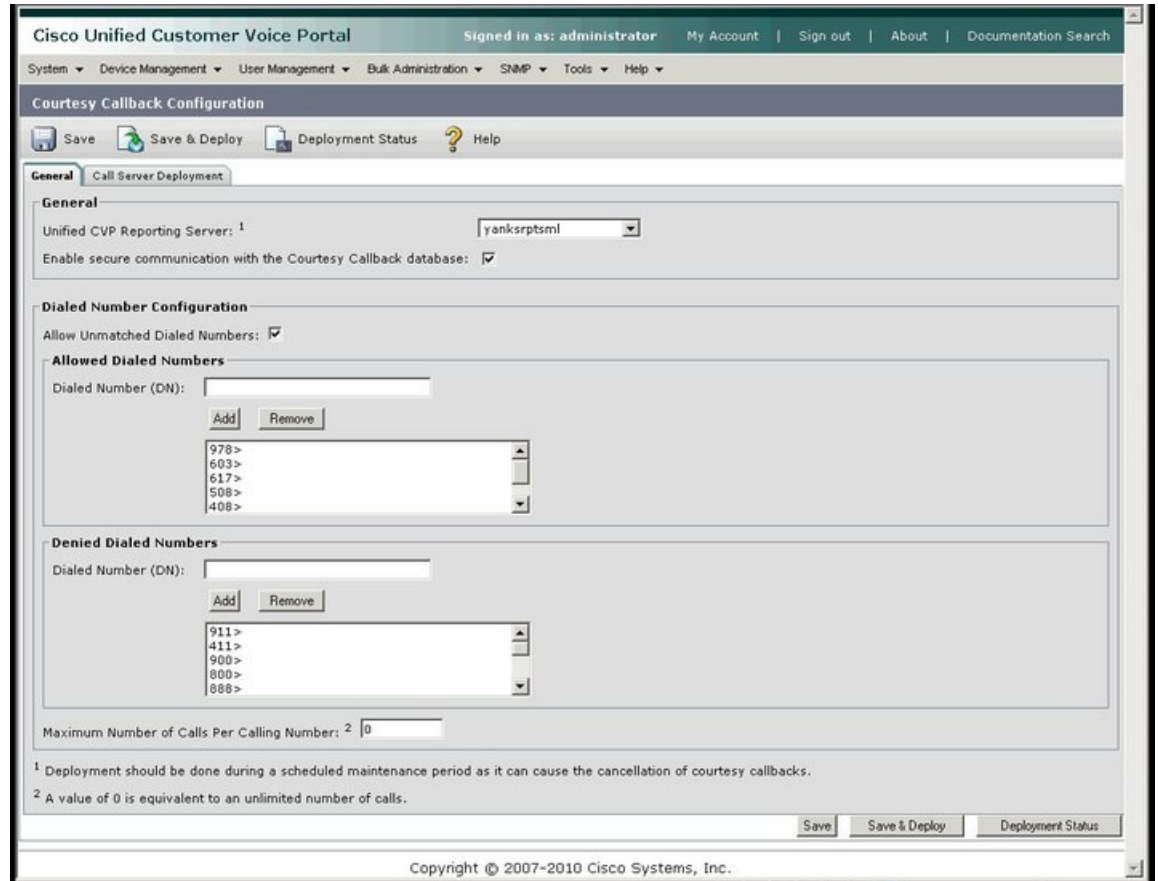 Cisco Unified Customer Voice Portal
Signed in as: administrator My Account | Sign out | About | Documentation Search
System Device Management User Management Bulk Administration SNMP Tools Help
Courtesy Callback Configuration
Save Save & Deploy Deployment Status Help
General Call Server Deployment
General
Unified CVP Reporting Server: 1 yanksrptsml
Enable secure communication with the Courtesy Callback database:
Dialed Number Configuration
Allow Unmatched Dialed Numbers:
Allowed Dialed Numbers
Dialed Number (DN):
Add Remove
978>
603>
617>
508>
408>
Denied Dialed Numbers
Dialed Number (DN):
Add Remove
911>
411>
900>
800>
888>
Maximum Number of Calls Per Calling Number: 2 0
1 Deployment should be done during a scheduled maintenance period as it can cause the cancellation of courtesy callbacks.
2 A value of 0 is equivalent to an unlimited number of calls.
Save Save & Deploy Deployment Status
Copyright © 2007-2010 Cisco Systems, Inc.